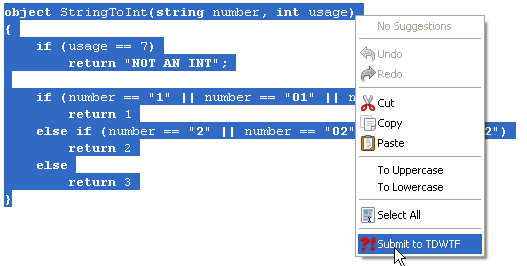 object StringToInt(string number, int usage)
{
if (usage == 7)
return "NOT AN INT";
if (number == "1" || number == "01" || n
return 1
else if (number == "2" || number == "02" 2")
return 2
else
return 3
}
No Suggestions
Undo
Redo
Cut
Copy
Paste
To Uppercase
To Lowercase
Select All
?! Submit to TDWTF